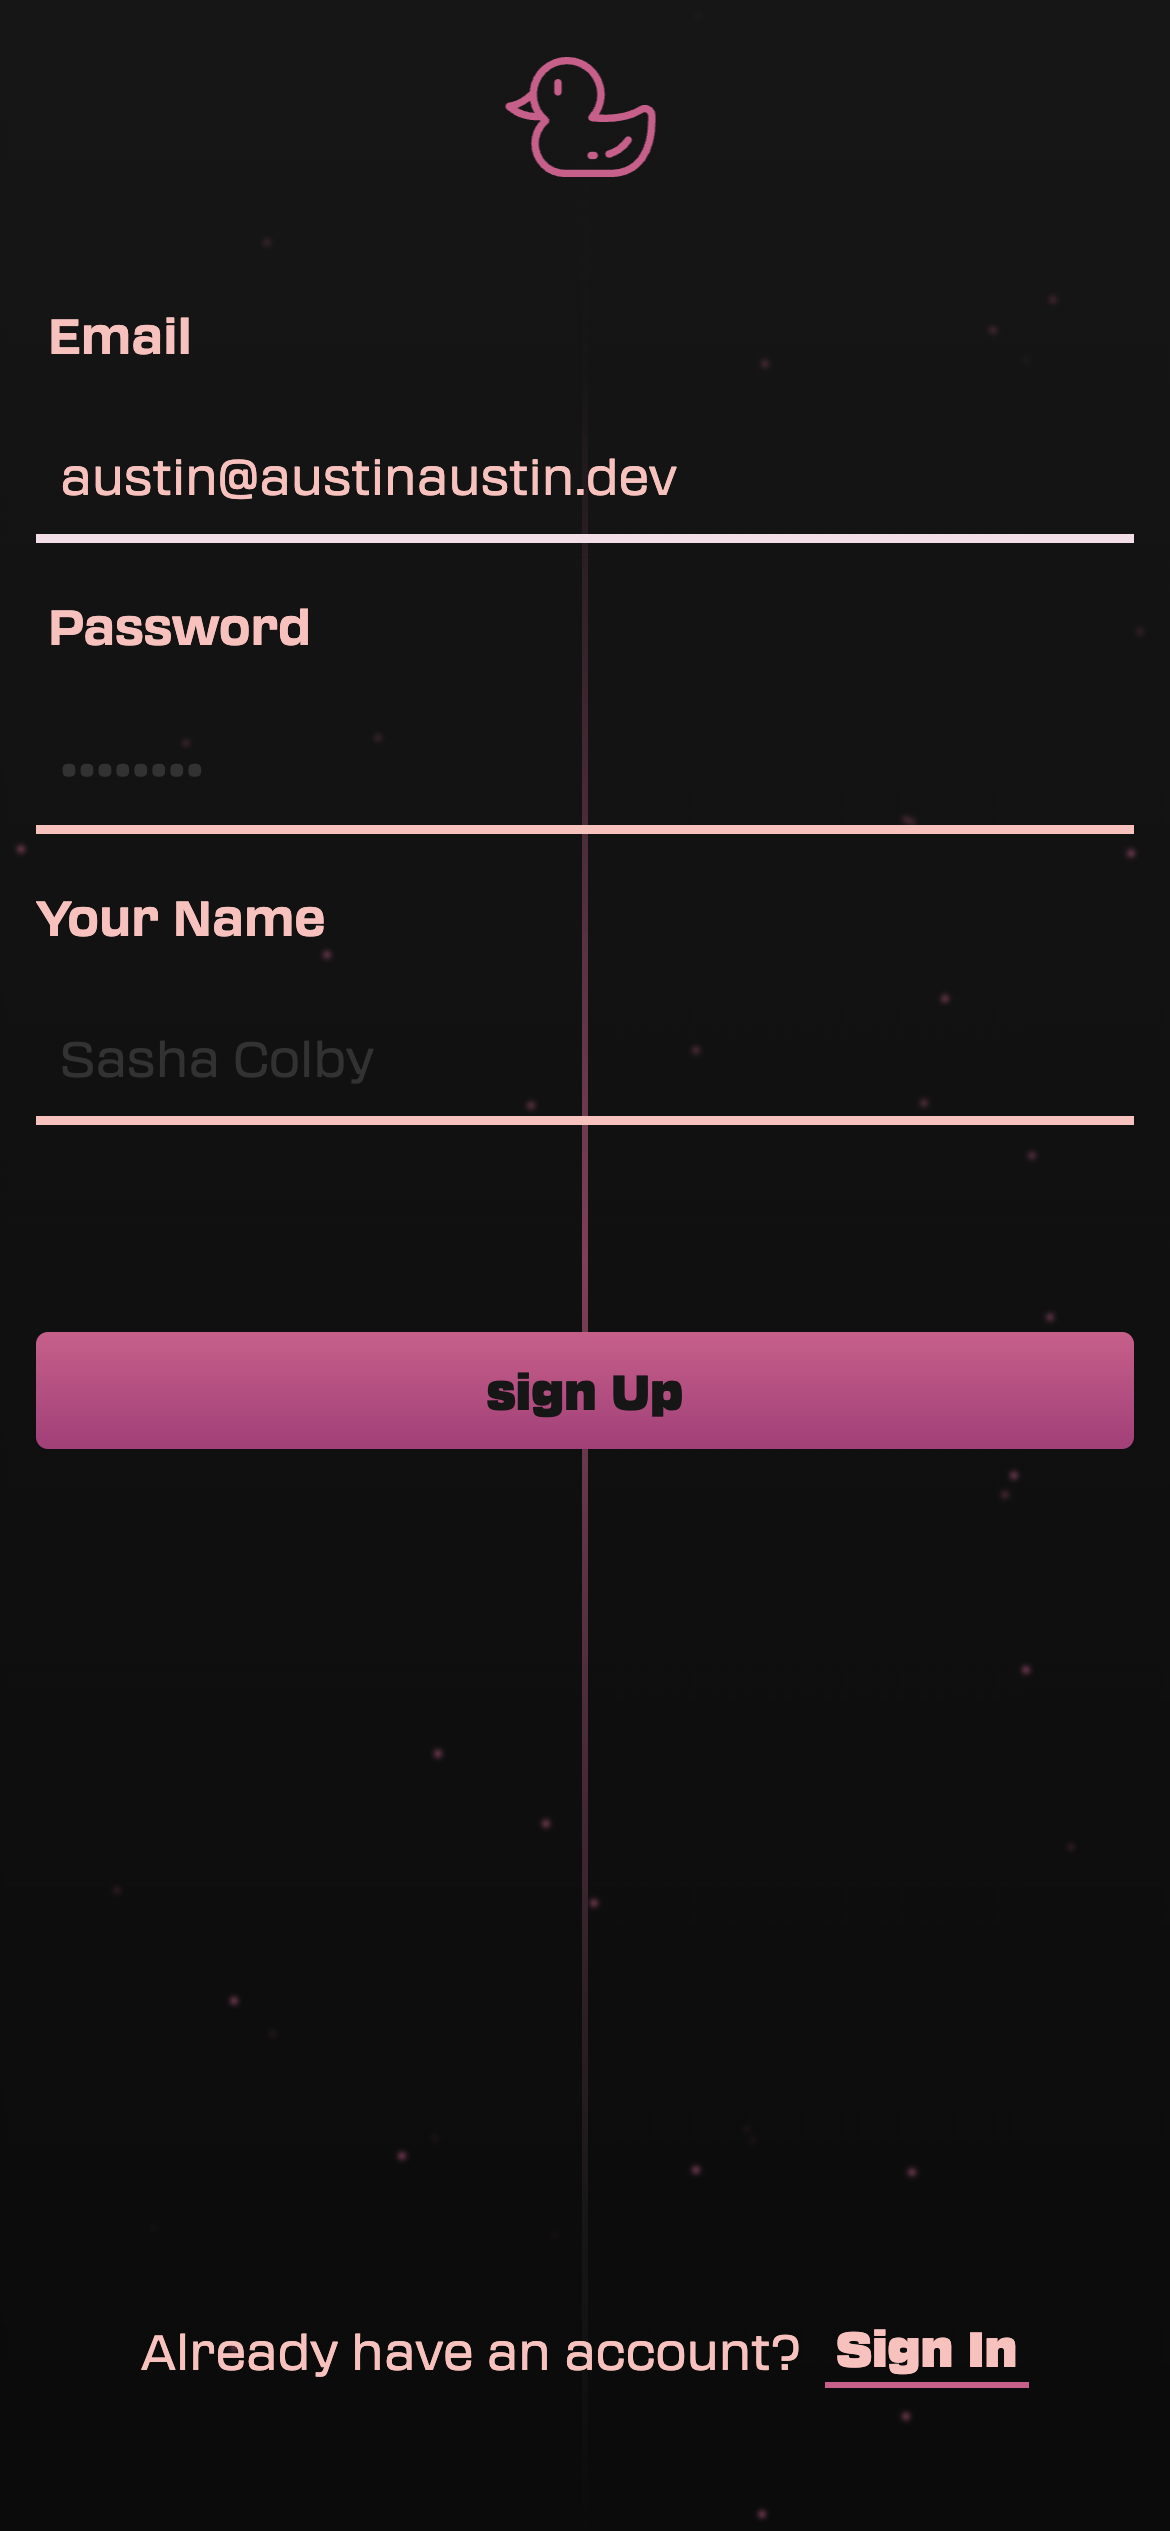 Email
austin@austinaustin.dev
Password
••••••••
Your Name
Sasha Colby
sign Up
Already have an account? Sign In